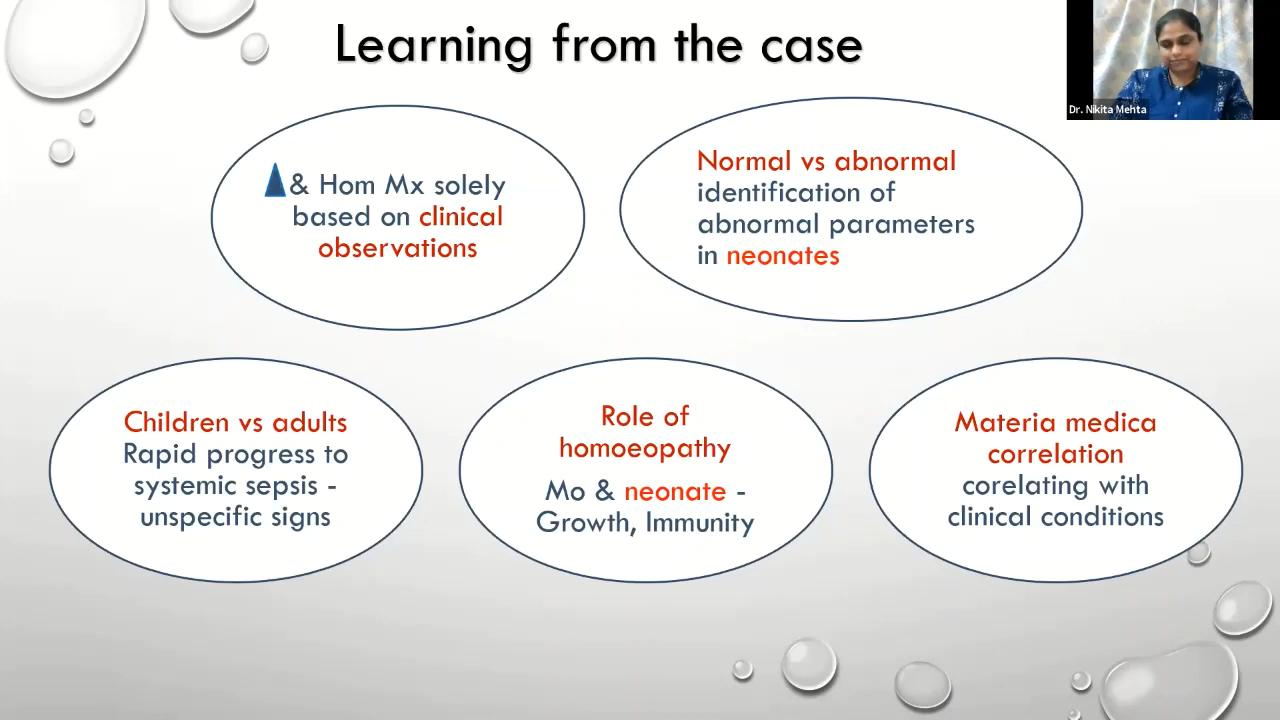 Learning from the case
Dr. Nikita Mehta
& Hom Mx solely
based on clinical
observations
Normal vs abnormal
identification of
abnormal parameters
in neonates
Children vs adults
Rapid progress to
systemic sepsis -
unspecific signs
Role of
homoeopathy
Mo & neonate -
Growth, Immunity
Materia medica
correlation
corelating with
clinical conditions